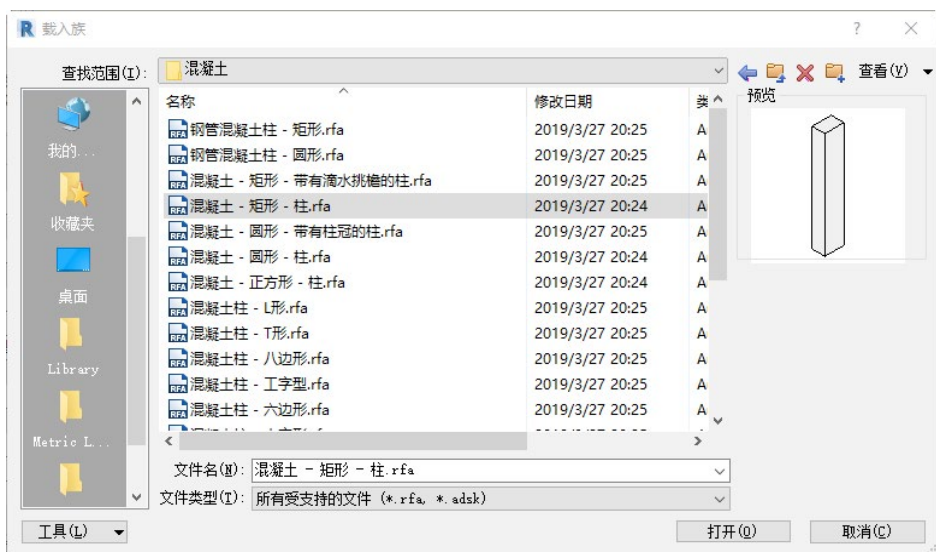 载入族
查找范围(I):
混凝土
查看(V)
名称
修改日期
类
预览
钢管混凝土柱 - 矩形.rfa 2019/3/27 20:25 A
钢管混凝土柱 - 圆形.rfa 2019/3/27 20:25 A
混凝土 - 矩形 - 带有滴水挑檐的柱.rfa 2019/3/27 20:25 A
混凝土 - 矩形 - 柱.rfa 2019/3/27 20:24 A
混凝土 - 圆形 - 带有柱冠的柱.rfa 2019/3/27 20:25 A
混凝土 - 圆形 - 柱.rfa 2019/3/27 20:24 A
混凝土 - 正方形 - 柱.rfa 2019/3/27 20:24 A
混凝土柱 - L形.rfa 2019/3/27 20:25 A
混凝土柱 - T形.rfa 2019/3/27 20:25 A
混凝土柱 - 八边形.rfa 2019/3/27 20:25 A
混凝土柱 - 工字型.rfa 2019/3/27 20:25 A
混凝土柱 - 六边形.rfa 2019/3/27 20:25 A
我的...
收藏夹
桌面
Library
Metric L...
文件名(N): 混凝土 - 矩形 - 柱.rfa
文件类型(T): 所有受支持的文件 (*.rfa, *.adsk)
工具(L)
打开(O)
取消(C)